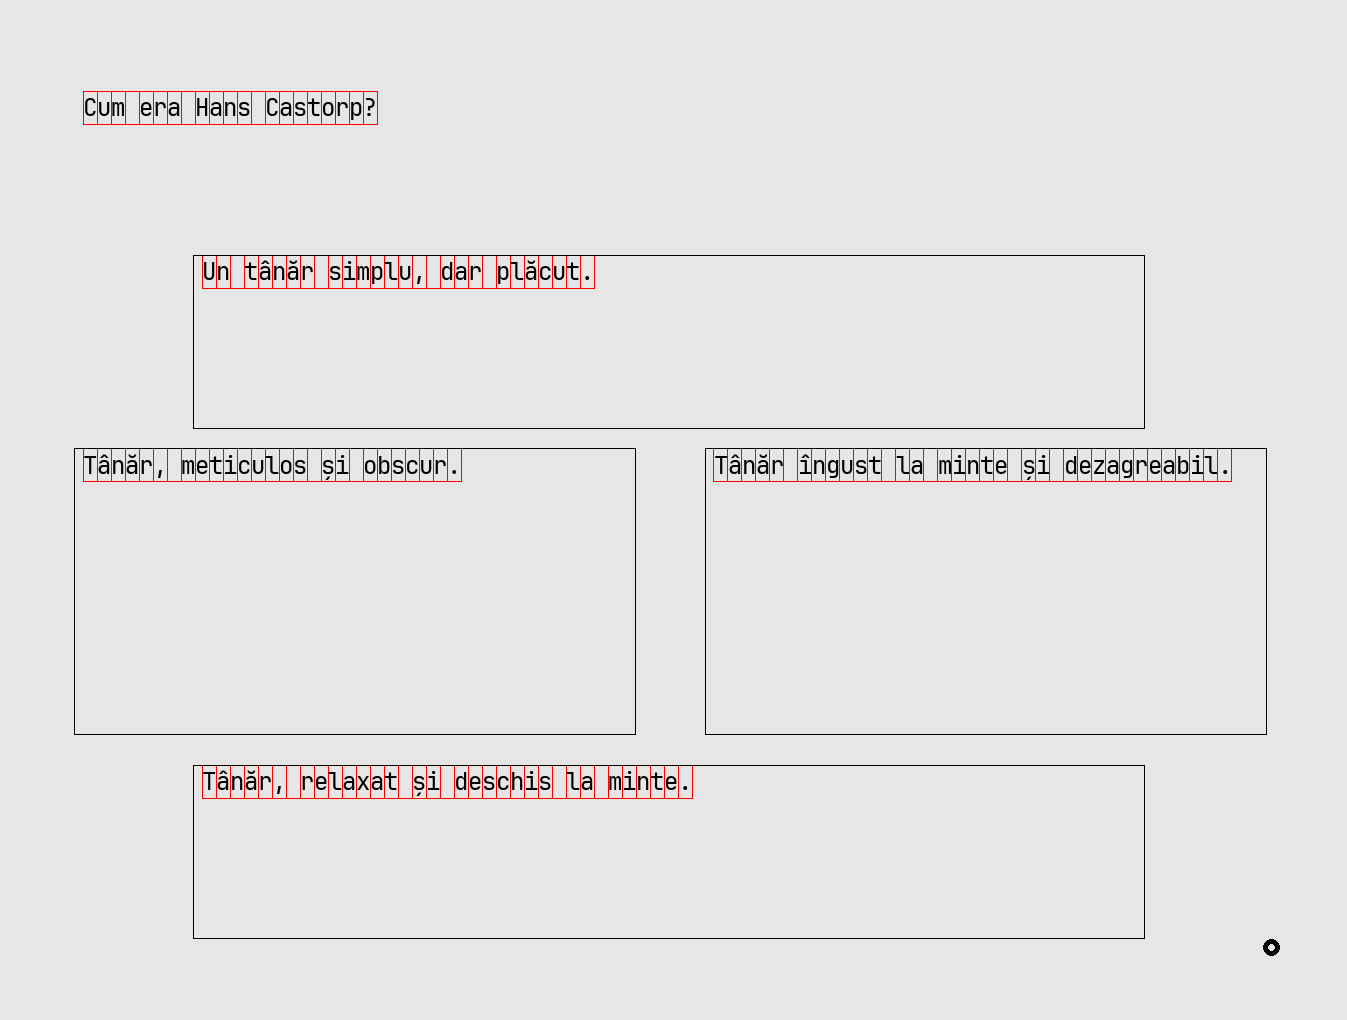 Cum era Hans Castorp?
Un tânăr simplu, dar plăcut.
Tânăr, meticulos și obscur.
Tânăr îngust la minte și dezagreabil.
Tânăr, relaxat și deschis la minte.